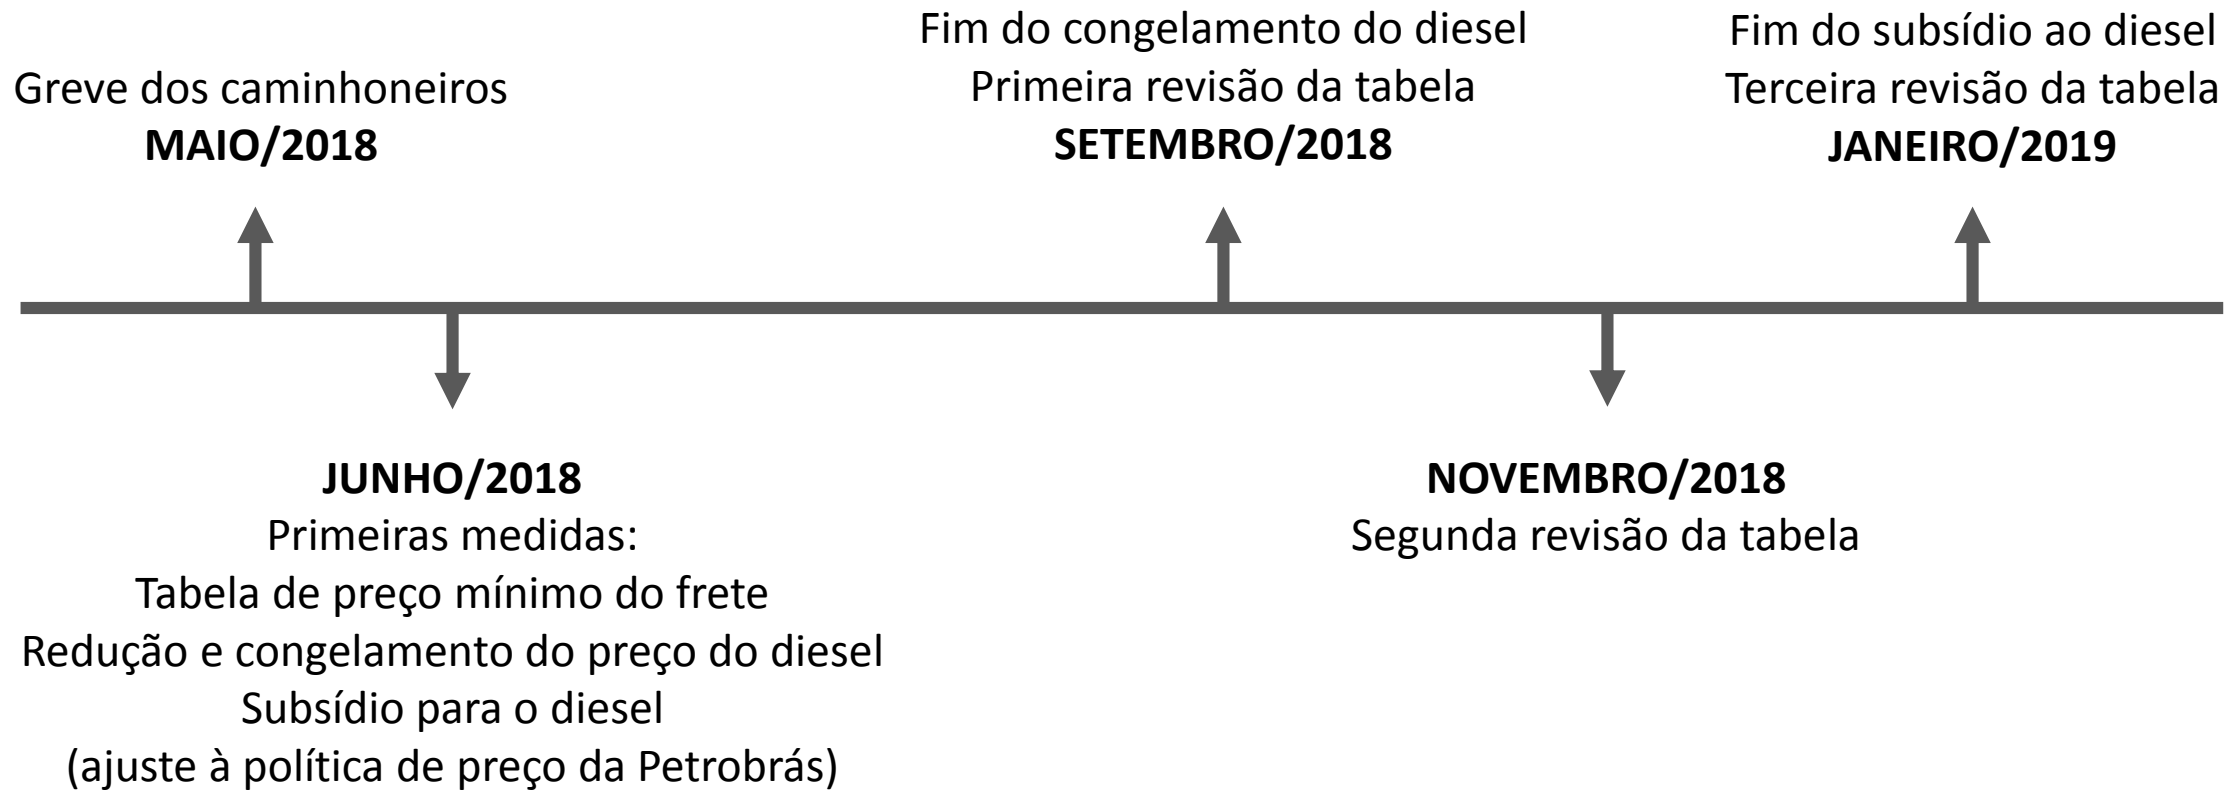 Greve dos caminhoneiros
MAIO/2018
Fim do congelamento do diesel
Primeira revisão da tabela
SETEMBRO/2018
Fim do subsídio ao diesel
Terceira revisão da tabela
JANEIRO/2019
JUNHO/2018
Primeiras medidas:
Tabela de preço mínimo do frete
Redução e congelamento do preço do diesel
Subsídio para o diesel
(ajuste à política de preço da Petrobrás)
NOVEMBRO/2018
Segunda revisão da tabela